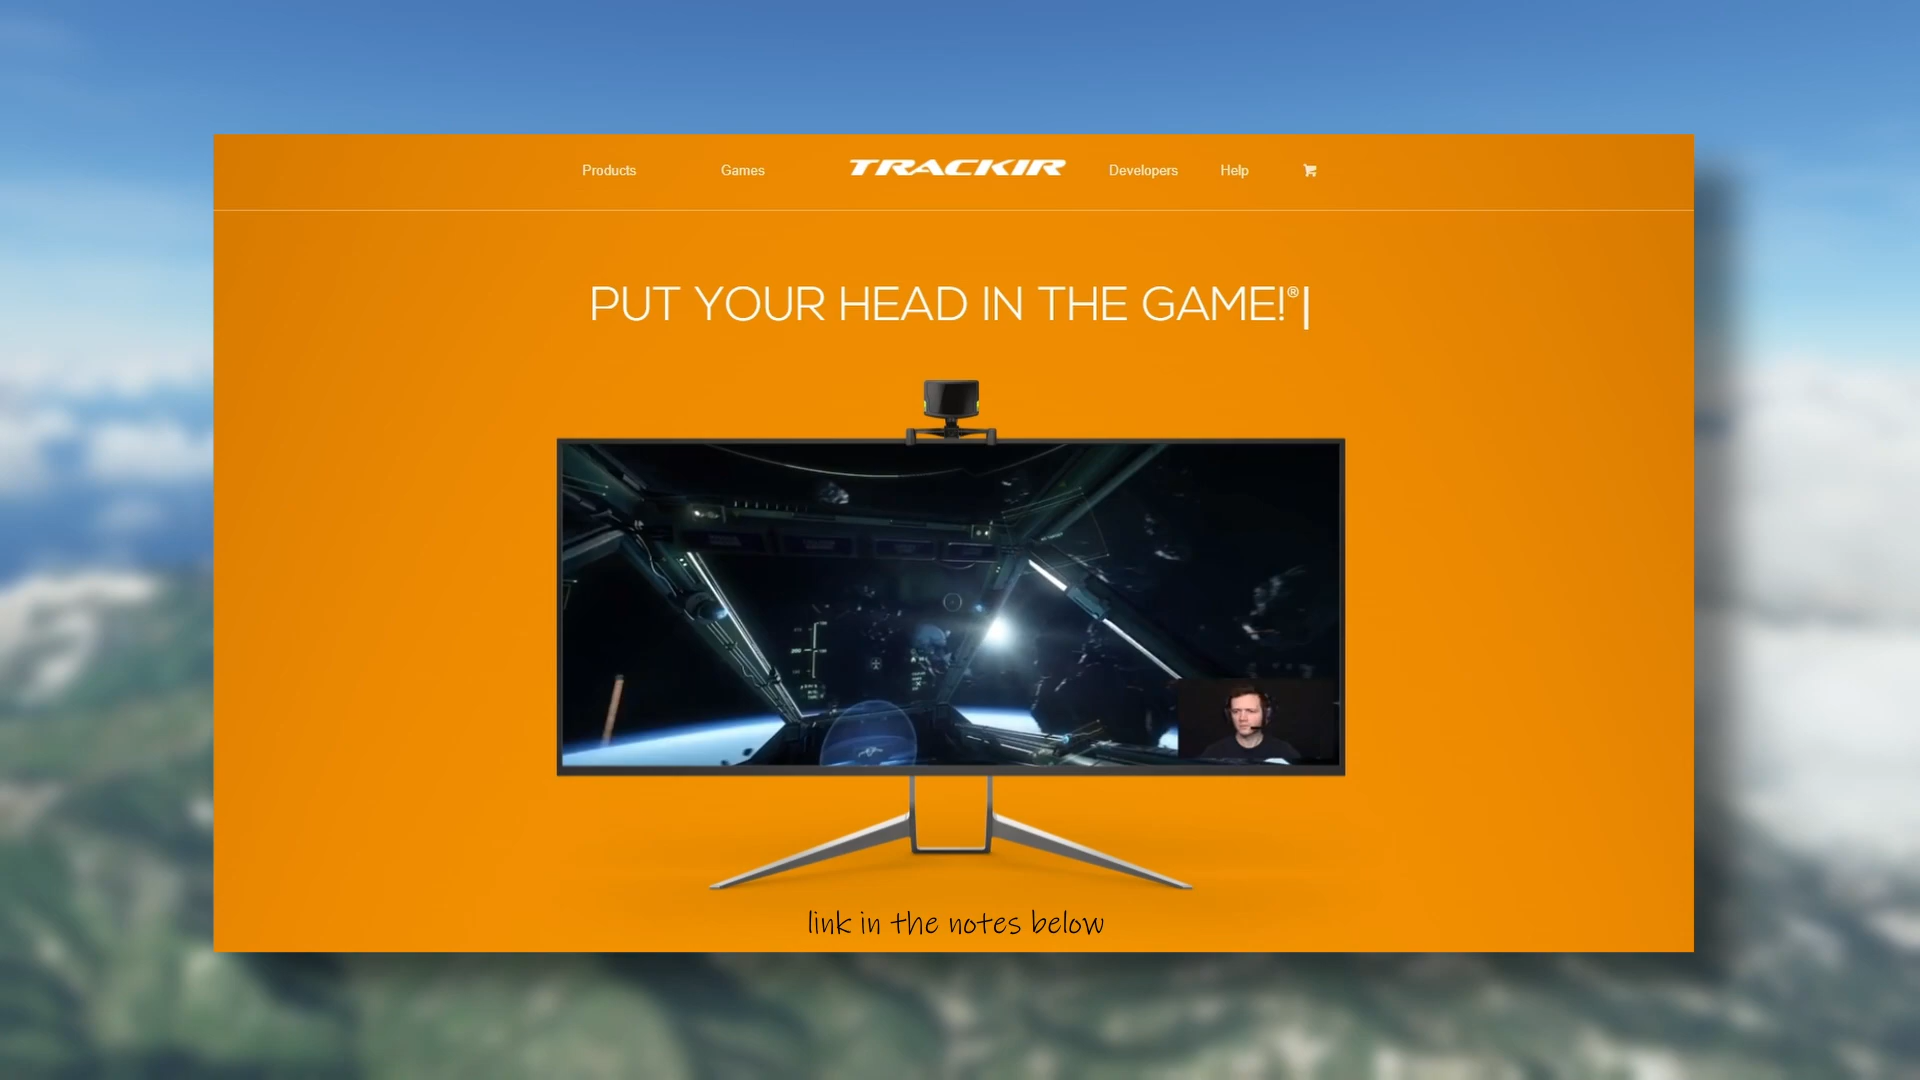 Products
Games
TRACKIR
Developers
Help
PUT YOUR HEAD IN THE GAME!®|
link in the notes below